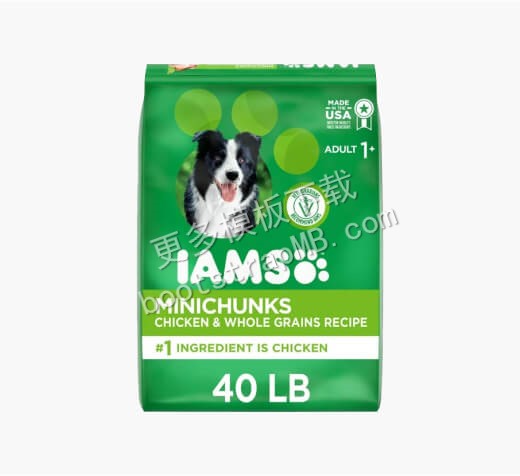 MADE
IN THE
USA
ADULT 1+
更多模板下载
bootstrapMB.com
IAMS
MINICHUNKS
CHICKEN & WHOLE GRAINS RECIPE
#1 INGREDIENT IS CHICKEN
40 LB